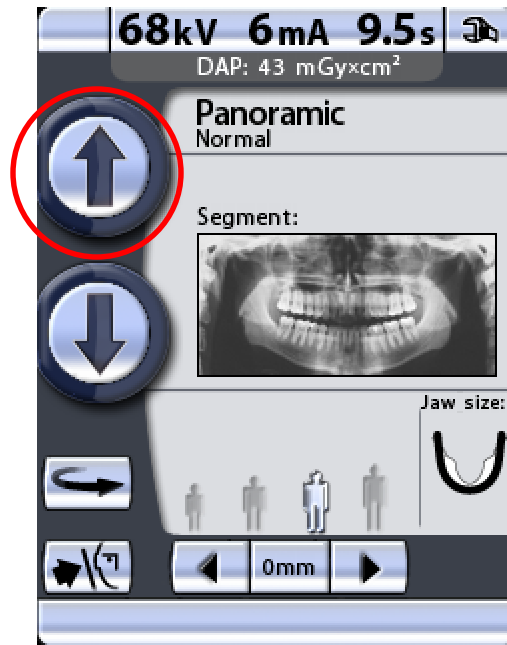 68kV 6mA 9.5s
DAP: 43 mGy×cm²
Panoramic
Normal
Segment:
Jaw size:
0mm